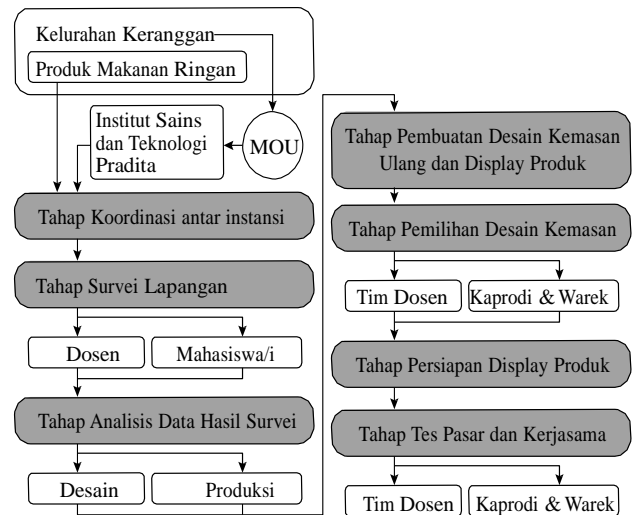 Kelurahan Keranggan
Produk Makanan Ringan
Institut Sains
dan Teknologi
Pradita
MOU
Tahap Koordinasi antar instansi
Tahap Survei Lapangan
Dosen
Mahasiswa/i
Tahap Analisis Data Hasil Survei
Desain
Produksi
Tahap Pembuatan Desain Kemasan
Ulang dan Display Produk
Tahap Pemilihan Desain Kemasan
Tim Dosen
Kaprodi & Warek
Tahap Persiapan Display Produk
Tahap Tes Pasar dan Kerjasama
Tim Dosen
Kaprodi & Warek